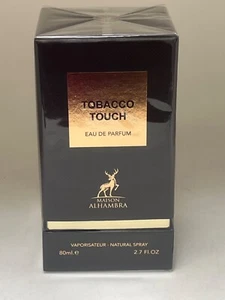 TOBACCO
TOUCH
EAU DE PARFUM
MAISON
ALHAMBRA
VAPORISATEUR - NATURAL SPRAY
80ml.e 2.7 fl.OZ